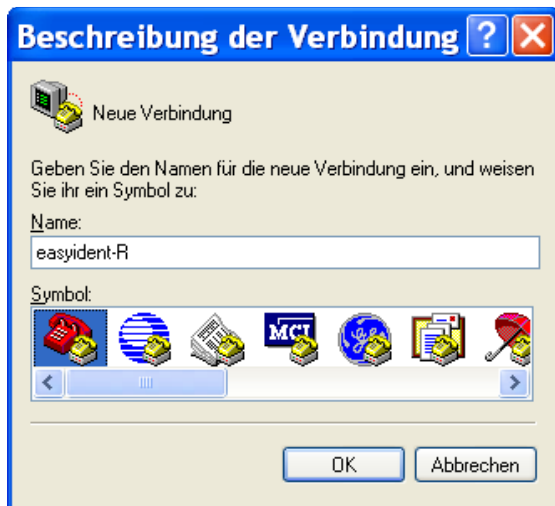 Beschreibung der Verbindung
Neue Verbindung
Geben Sie den Namen für die neue Verbindung ein, und weisen
Sie ihr ein Symbol zu:
Name:
easyident-R
Symbol:
MCI
OK Abbrechen